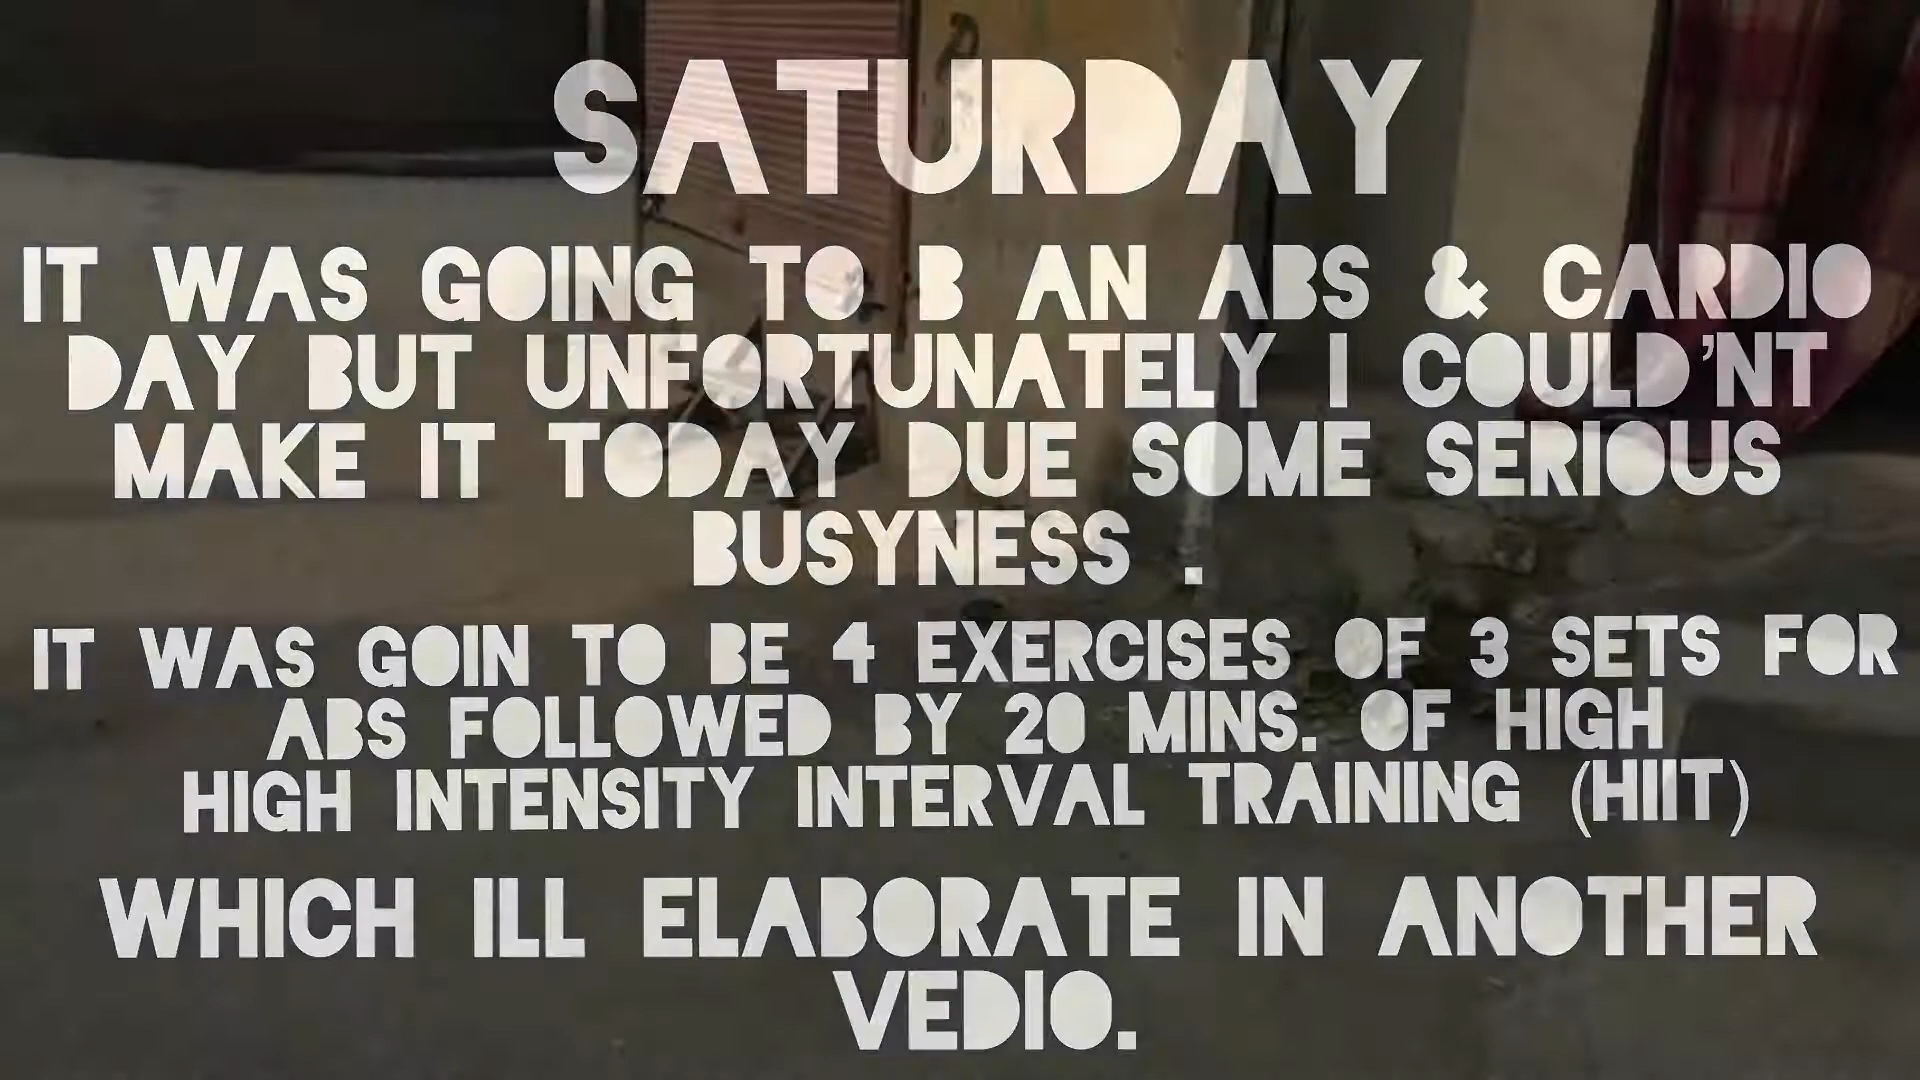 SATURDAY
IT WAS GOING TO B AN ABS & CARDIO
DAY BUT UNFORTUNATELY I COULD'NT
MAKE IT TODAY DUE SOME SERIOUS
BUSYNESS .
IT WAS GOIN TO BE 4 EXERCISES OF 3 SETS FOR
ABS FOLLOWED BY 20 MINS. OF HIGH
HIGH INTENSITY INTERVAL TRAINING (HIIT)
WHICH ILL ELABORATE IN ANOTHER
VEDIO.